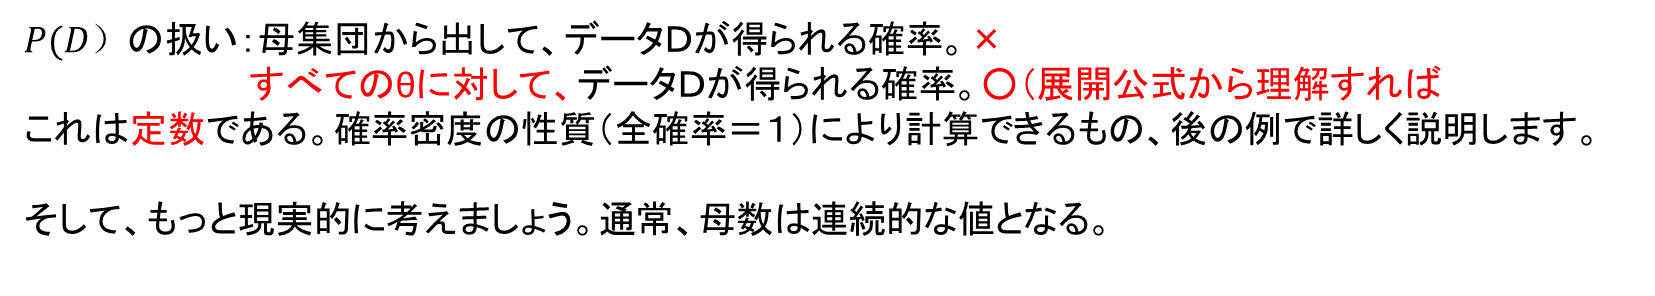 P(D）の扱い：母集団から出して、データDが得られる確率。×
すべてのθに対して、データDが得られる確率。〇（展開公式から理解すれば
これは定数である。確率密度の性質（全確率＝１）により計算できるもの、後の例で詳しく説明します。
そして、もっと現実的に考えましょう。通常、母数は連続的な値となる。